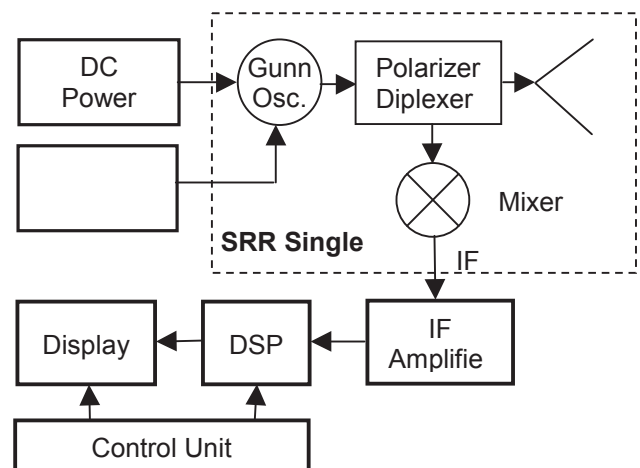 DC
Power
Gunn
Osc.
Polarizer
Diplexer
Mixer
SRR Single
IF
Display
DSP
IF
Amplifie
Control Unit